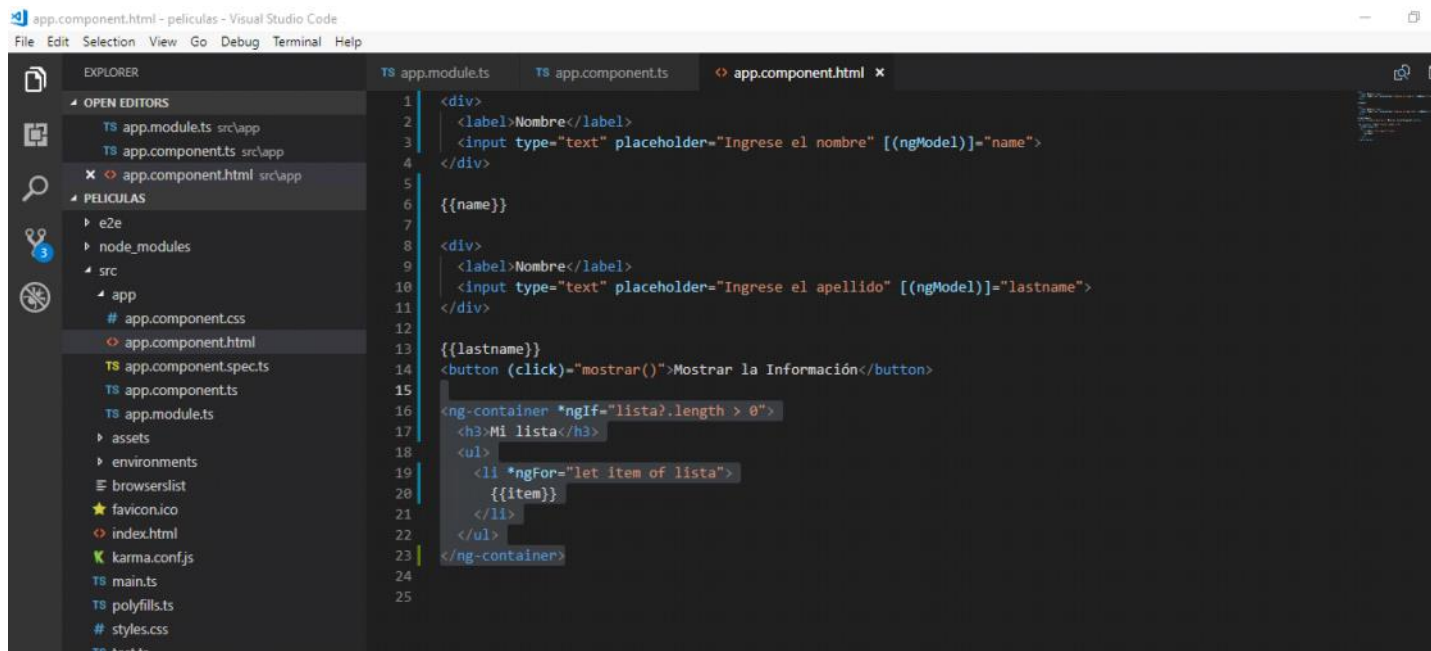 app.component.html - peliculas - Visual Studio Code
File Edit Selection View Go Debug Terminal Help
EXPLORER
OPEN EDITORS
TS app.module.ts src\app
TS app.component.ts src\app
app.component.html src\app
PELICULAS
e2e
node_modules
3
src
app
# app.component.css
<> app.component.html
TS app.component.spec.ts
TS app.component.ts
TS app.module.ts
assets
environments
browserslist
favicon.ico
<> index.html
K karma.conf.js
TS main.ts
TS polyfills.ts
# styles.css
TS app.module.ts TS app.component.ts <> app.component.html ×
1 <div>
2 <label>Nombre</label>
3 <input type="text" placeholder="Ingrese el nombre" [(ngModel)]="name">
4 </div>
5
6 {{name}}
7
8 <div>
9 <label>Nombre</label>
10 <input type="text" placeholder="Ingrese el apellido" [(ngModel)]="lastname">
11 </div>
12
13 {{lastname}}
14 <button (click)="mostrar()">Mostrar la Información</button>
15
16 <ng-container *ngIf="lista?.length > 0">
17 <h3>Mi lista</h3>
18 <ul>
19 <li *ngFor="let item of lista">
20 {{item}}
21 </li>
22 </ul>
23 </ng-container>
24
25